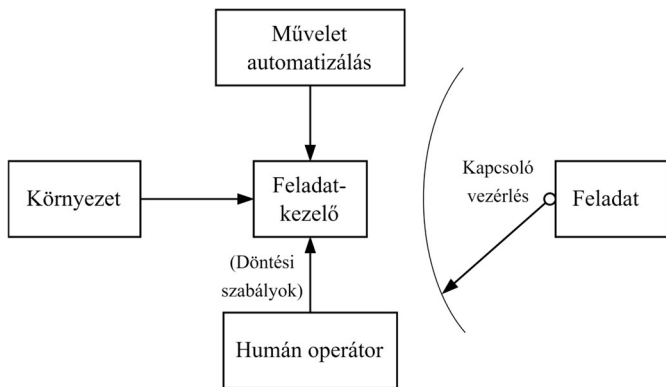 Művelet
automatizálás
Környezet
Feladat-
kezelő
Kapcsoló
vezérlés
Feladat
(Döntési
szabályok)
Humán operátor